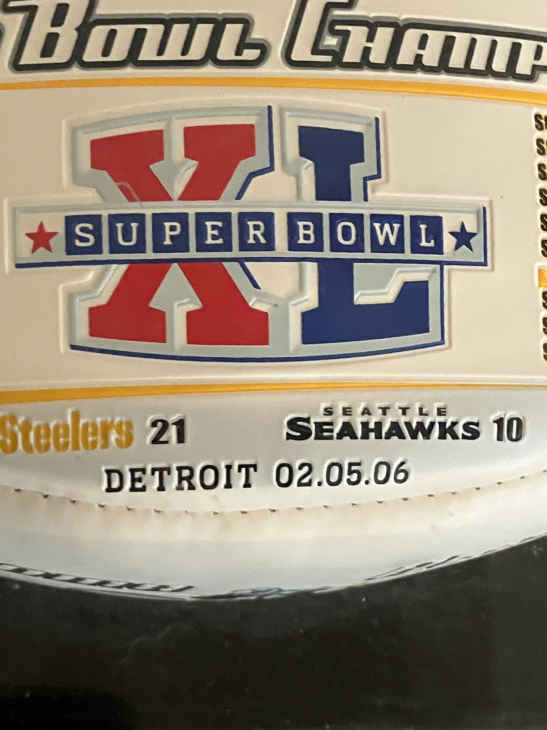 BOWL CHAMP
XL
SUPER BOWL
Steelers 21
SEATTLE
SEAHAWKS 10
DETROIT 02.05.06